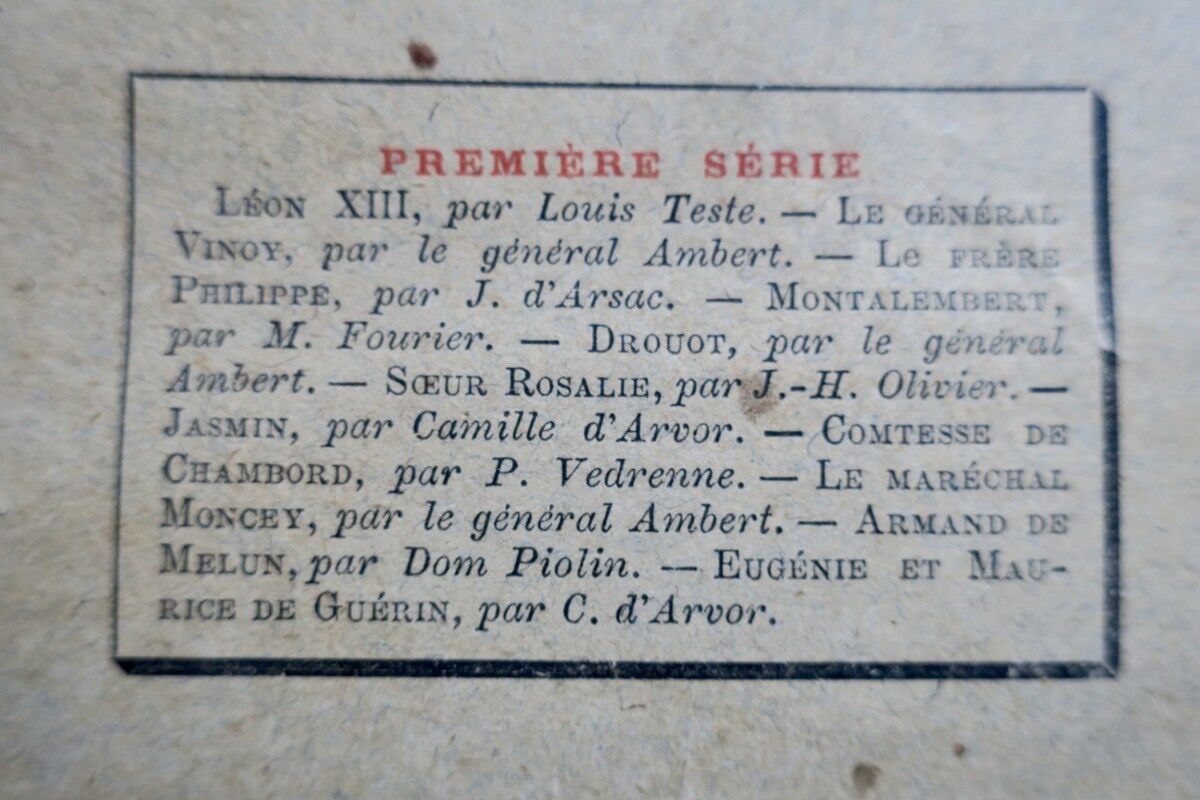 PREMIÈRE SÉRIE
LÉON XIII, par Louis Teste. — LE GÉNÉRAL
VINOY, par le général Ambert. — LE FRÈRE
PHILIPPE, par J. d'Arsac. — MONTALEMBERT,
par M. Fourier. — DROUOT, par le général
Ambert. — SŒUR ROSALIE, par J.-H. Olivier. —
JASMIN, par Camille d'Arvor. — COMTESSE DE
CHAMBORD, par P. Vedrenne. — LE MARÉCHAL
MONCEY, par le général Ambert. — ARMAND DE
MELUN, par Dom Piolin. — EUGÉNIE ET MAU-
RICE DE GUÉRIN, par C. d'Arvor.